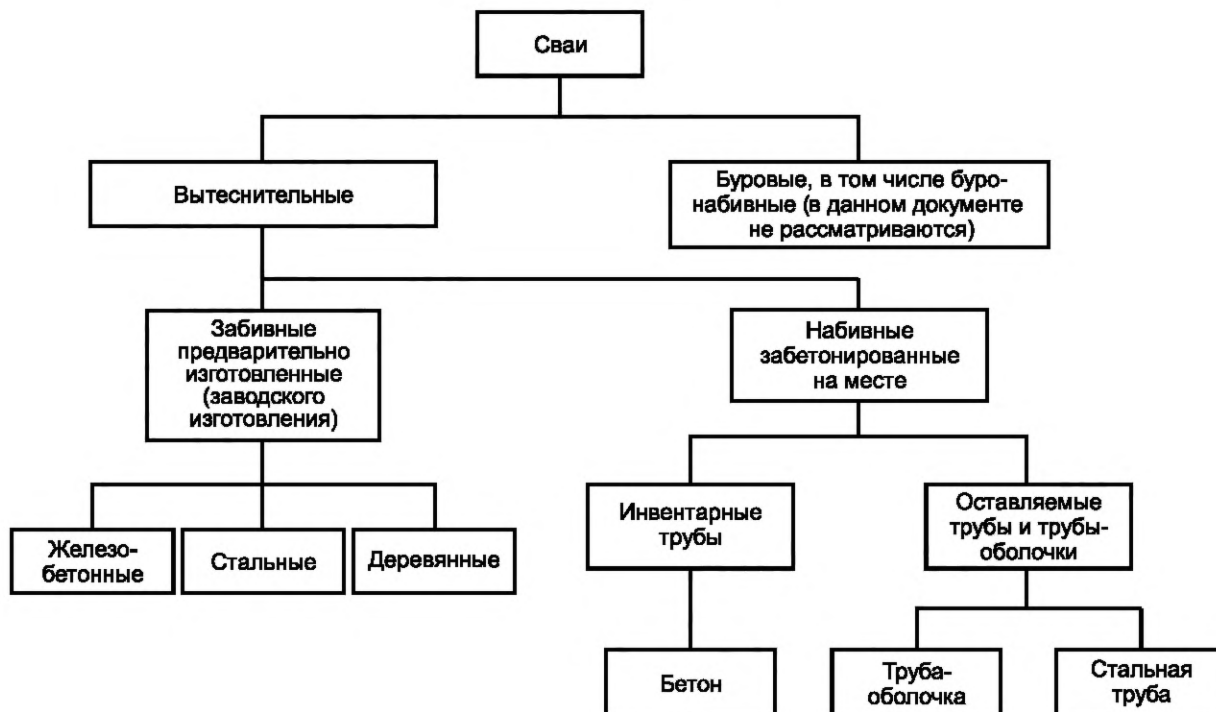 Сваи
Вытеснительные
Буровые, в том числе буро-
набивные (в данном документе
не рассматриваются)
Забивные
предварительно
изготовленные
(заводского
изготовления)
Набивные
забетонированные
на месте
Железо-
бетонные
Стальные
Деревянные
Инвентарные
трубы
Оставляемые
трубы и трубы-
оболочки
Бетон
Труба-
оболочка
Стальная
труба